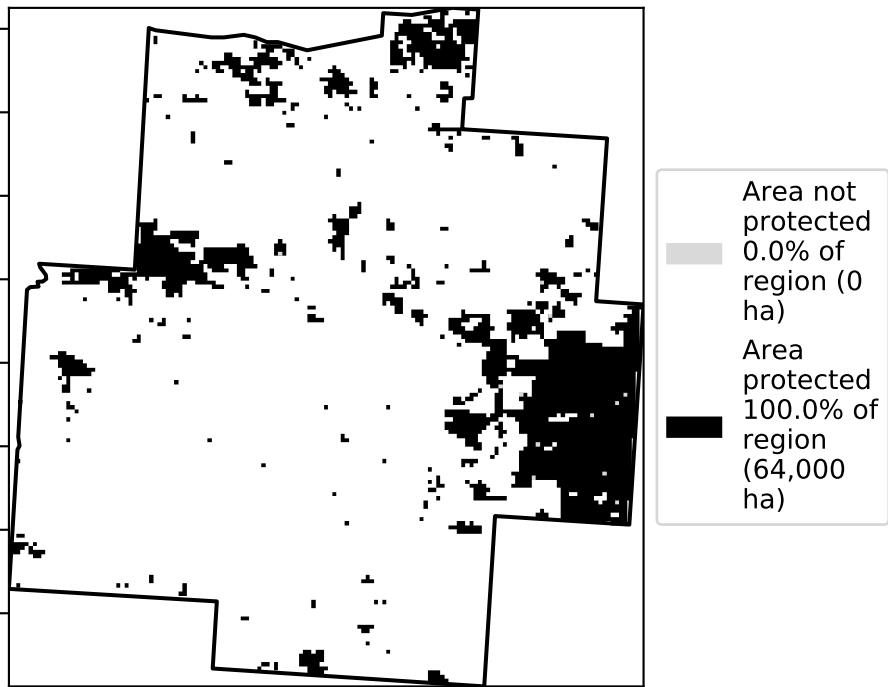 Area not
protected
0.0% of
region (0
ha)
Area
protected
100.0% of
region
(64,000
ha)